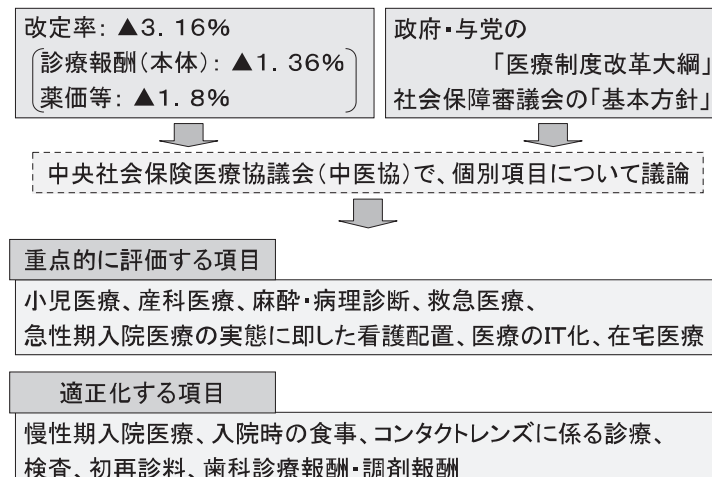 改定率: ▲3.16%
診療報酬(本体): ▲1.36%
薬価等: ▲1.8%
政府・与党の
「医療制度改革大綱」
社会保障審議会の「基本方針」
中央社会保険医療協議会(中医協)で、個別項目について議論
重点的に評価する項目
小児医療、産科医療、麻酔・病理診断、救急医療、
急性期入院医療の実態に即した看護配置、医療のIT化、在宅医療
適正化する項目
慢性期入院医療、入院時の食事、コンタクトレンズに係る診療、
検査、初再診料、歯科診療報酬・調剤報酬